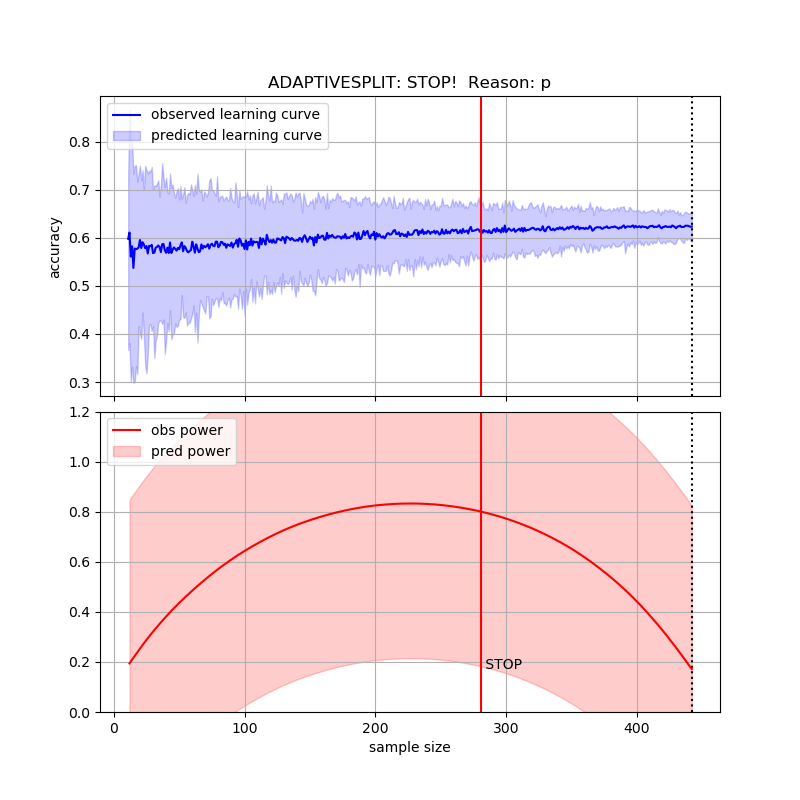 ADAPTIVESPLIT: STOP!  Reason: p
observed learning curve
predicted learning curve
accuracy
0.8
0.7
0.6
0.5
0.4
0.3
obs power
pred power
1.2
1.0
0.8
0.6
0.4
0.2
0.0
STOP
0 100 200 300 400
sample size